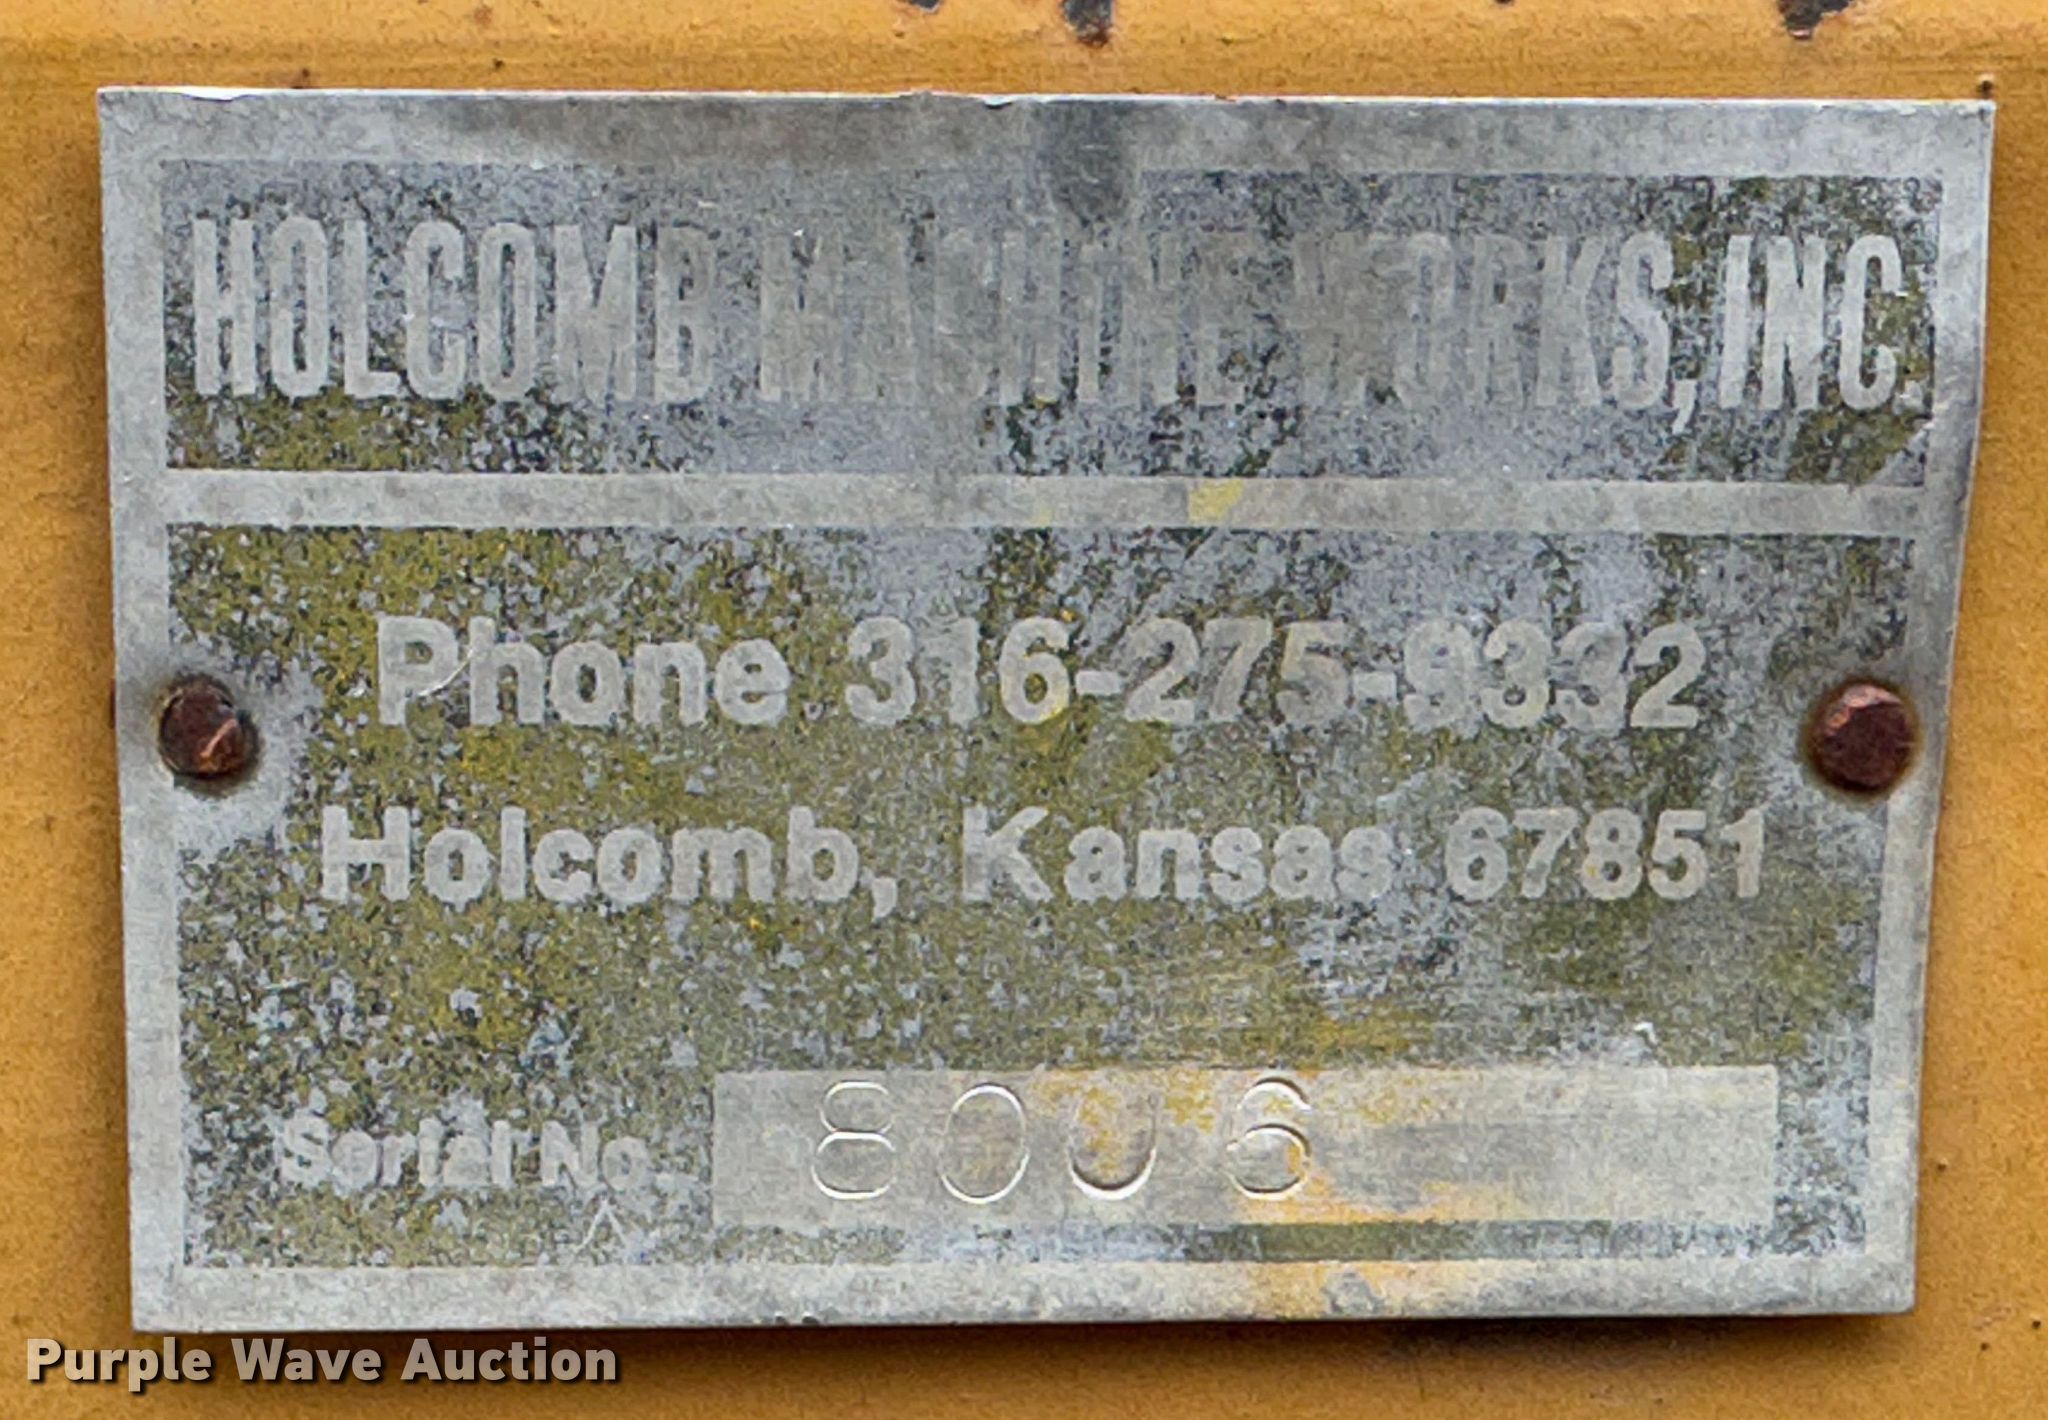 HOLCOMB MACHINE WORKS, INC.
Phone 316-275-9332
Holcomb, Kansas 67851
Serial No. 8006
Purple Wave Auction